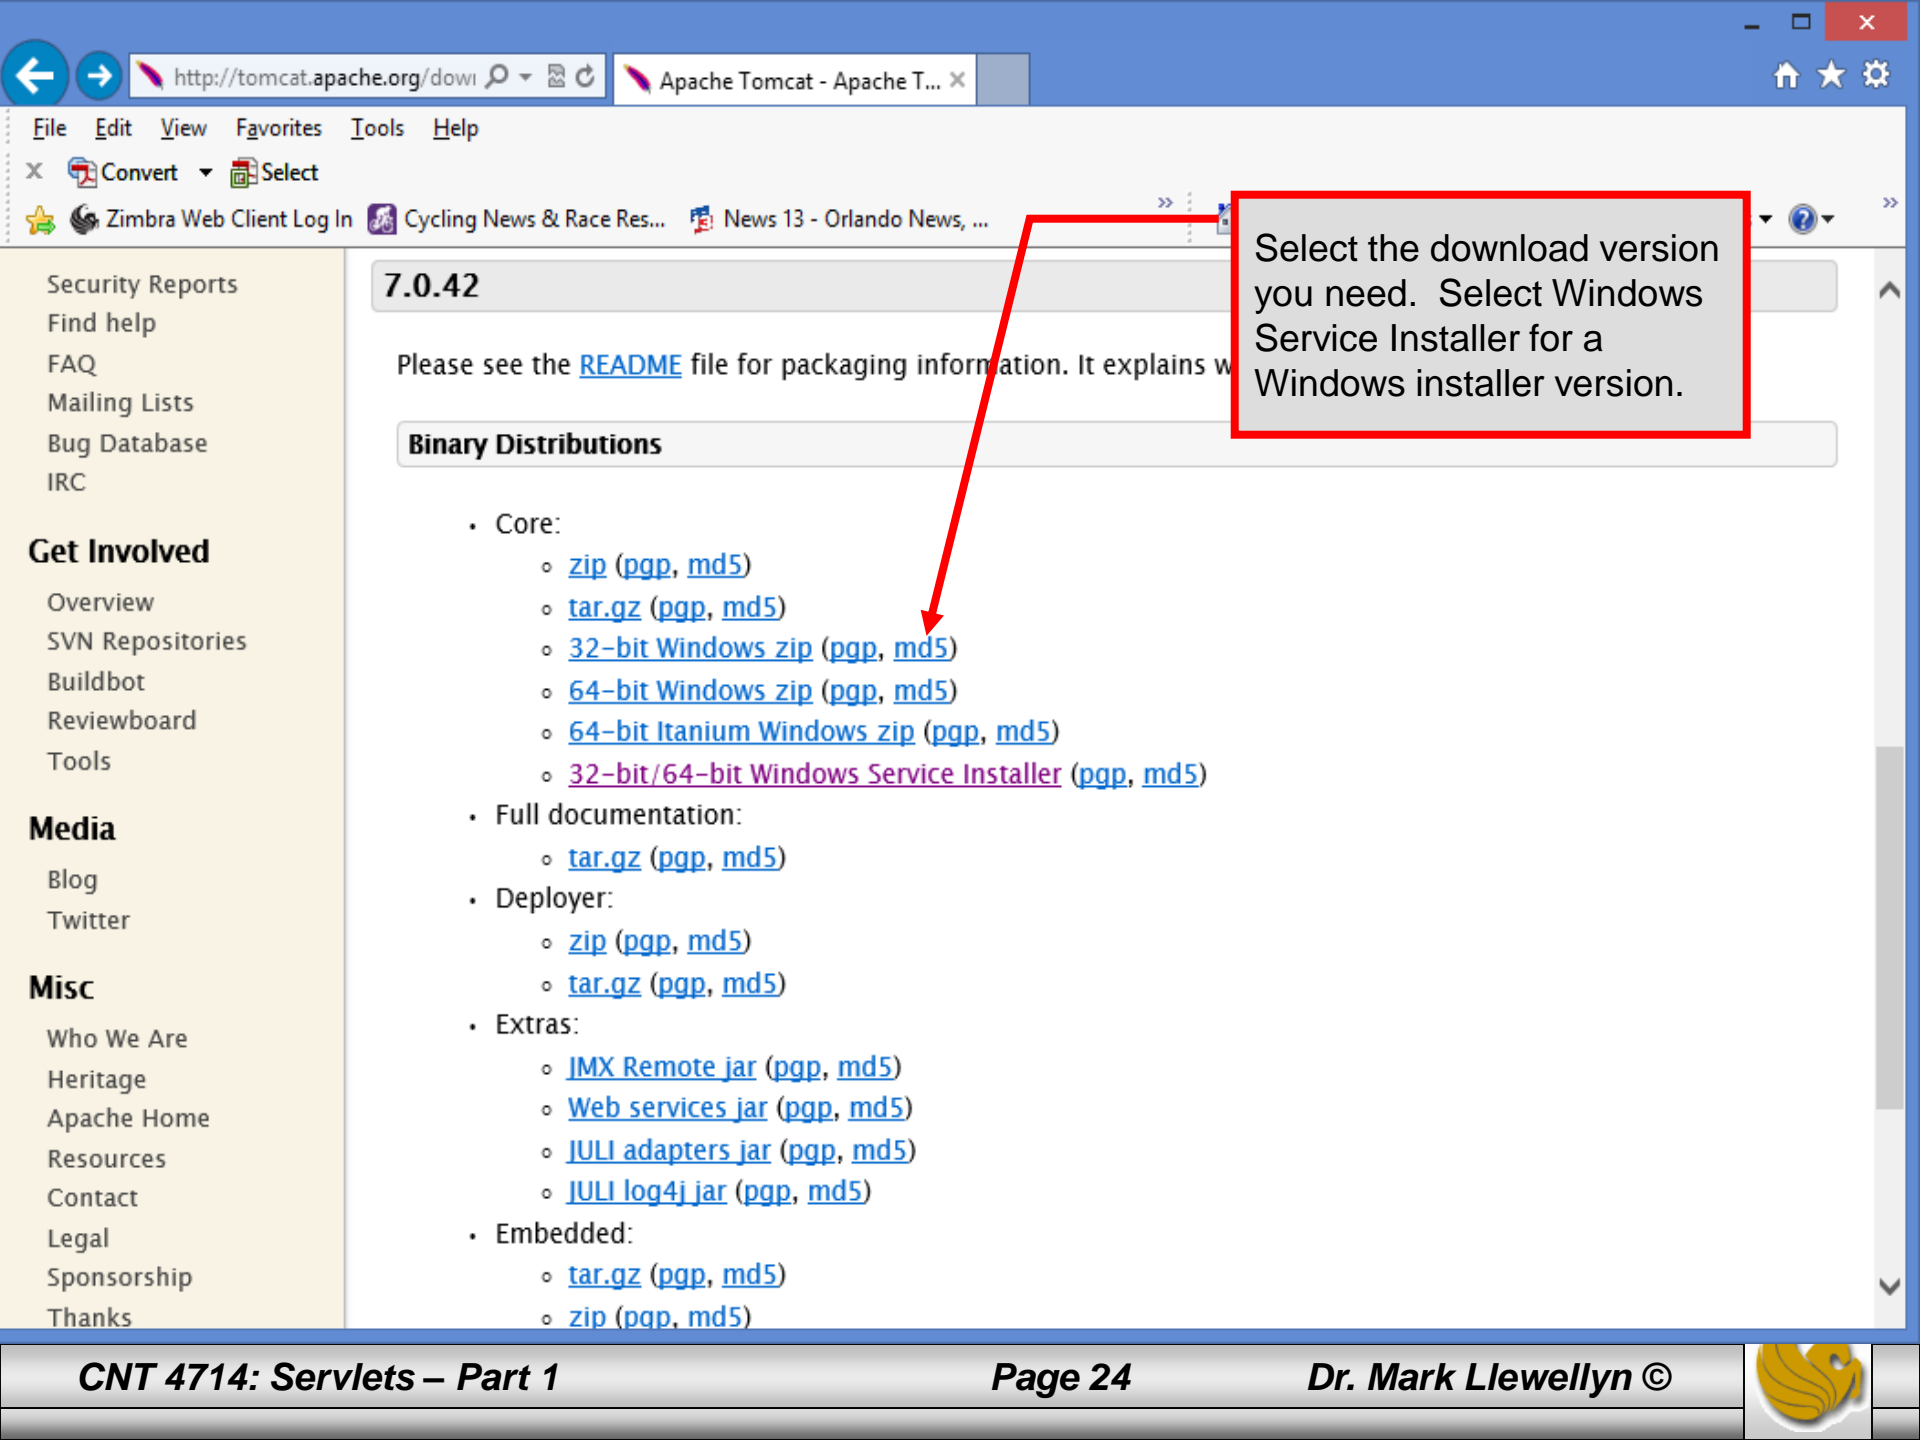 http://tomcat.apache.org/dow
Apache Tomcat - Apache T...
File Edit View Favorites Tools Help
Convert Select
Zimbra Web Client Log In Cycling News & Race Res... News 13 - Orlando News, ...
Select the download version
you need. Select Windows
Service Installer for a
Windows installer version.
Security Reports
Find help
FAQ
Mailing Lists
Bug Database
IRC
Get Involved
Overview
SVN Repositories
Buildbot
Reviewboard
Tools
Media
Blog
Twitter
Misc
Who We Are
Heritage
Apache Home
Resources
Contact
Legal
Sponsorship
Thanks
7.0.42
Please see the README file for packaging information. It explains w
Binary Distributions
• Core:
zip (pgp, md5)
tar.gz (pgp, md5)
32-bit Windows zip (pgp, md5)
64-bit Windows zip (pgp, md5)
64-bit Itanium Windows zip (pgp, md5)
32-bit/64-bit Windows Service Installer (pgp, md5)
• Full documentation:
tar.gz (pgp, md5)
• Deployer:
zip (pgp, md5)
tar.gz (pgp, md5)
• Extras:
JMX Remote jar (pgp, md5)
Web services jar (pgp, md5)
JULI adapters jar (pgp, md5)
JULI log4j jar (pgp, md5)
• Embedded:
tar.gz (pgp, md5)
zip (pgp, md5)
CNT 4714: Servlets – Part 1 Page 24 Dr. Mark Llewellyn ©